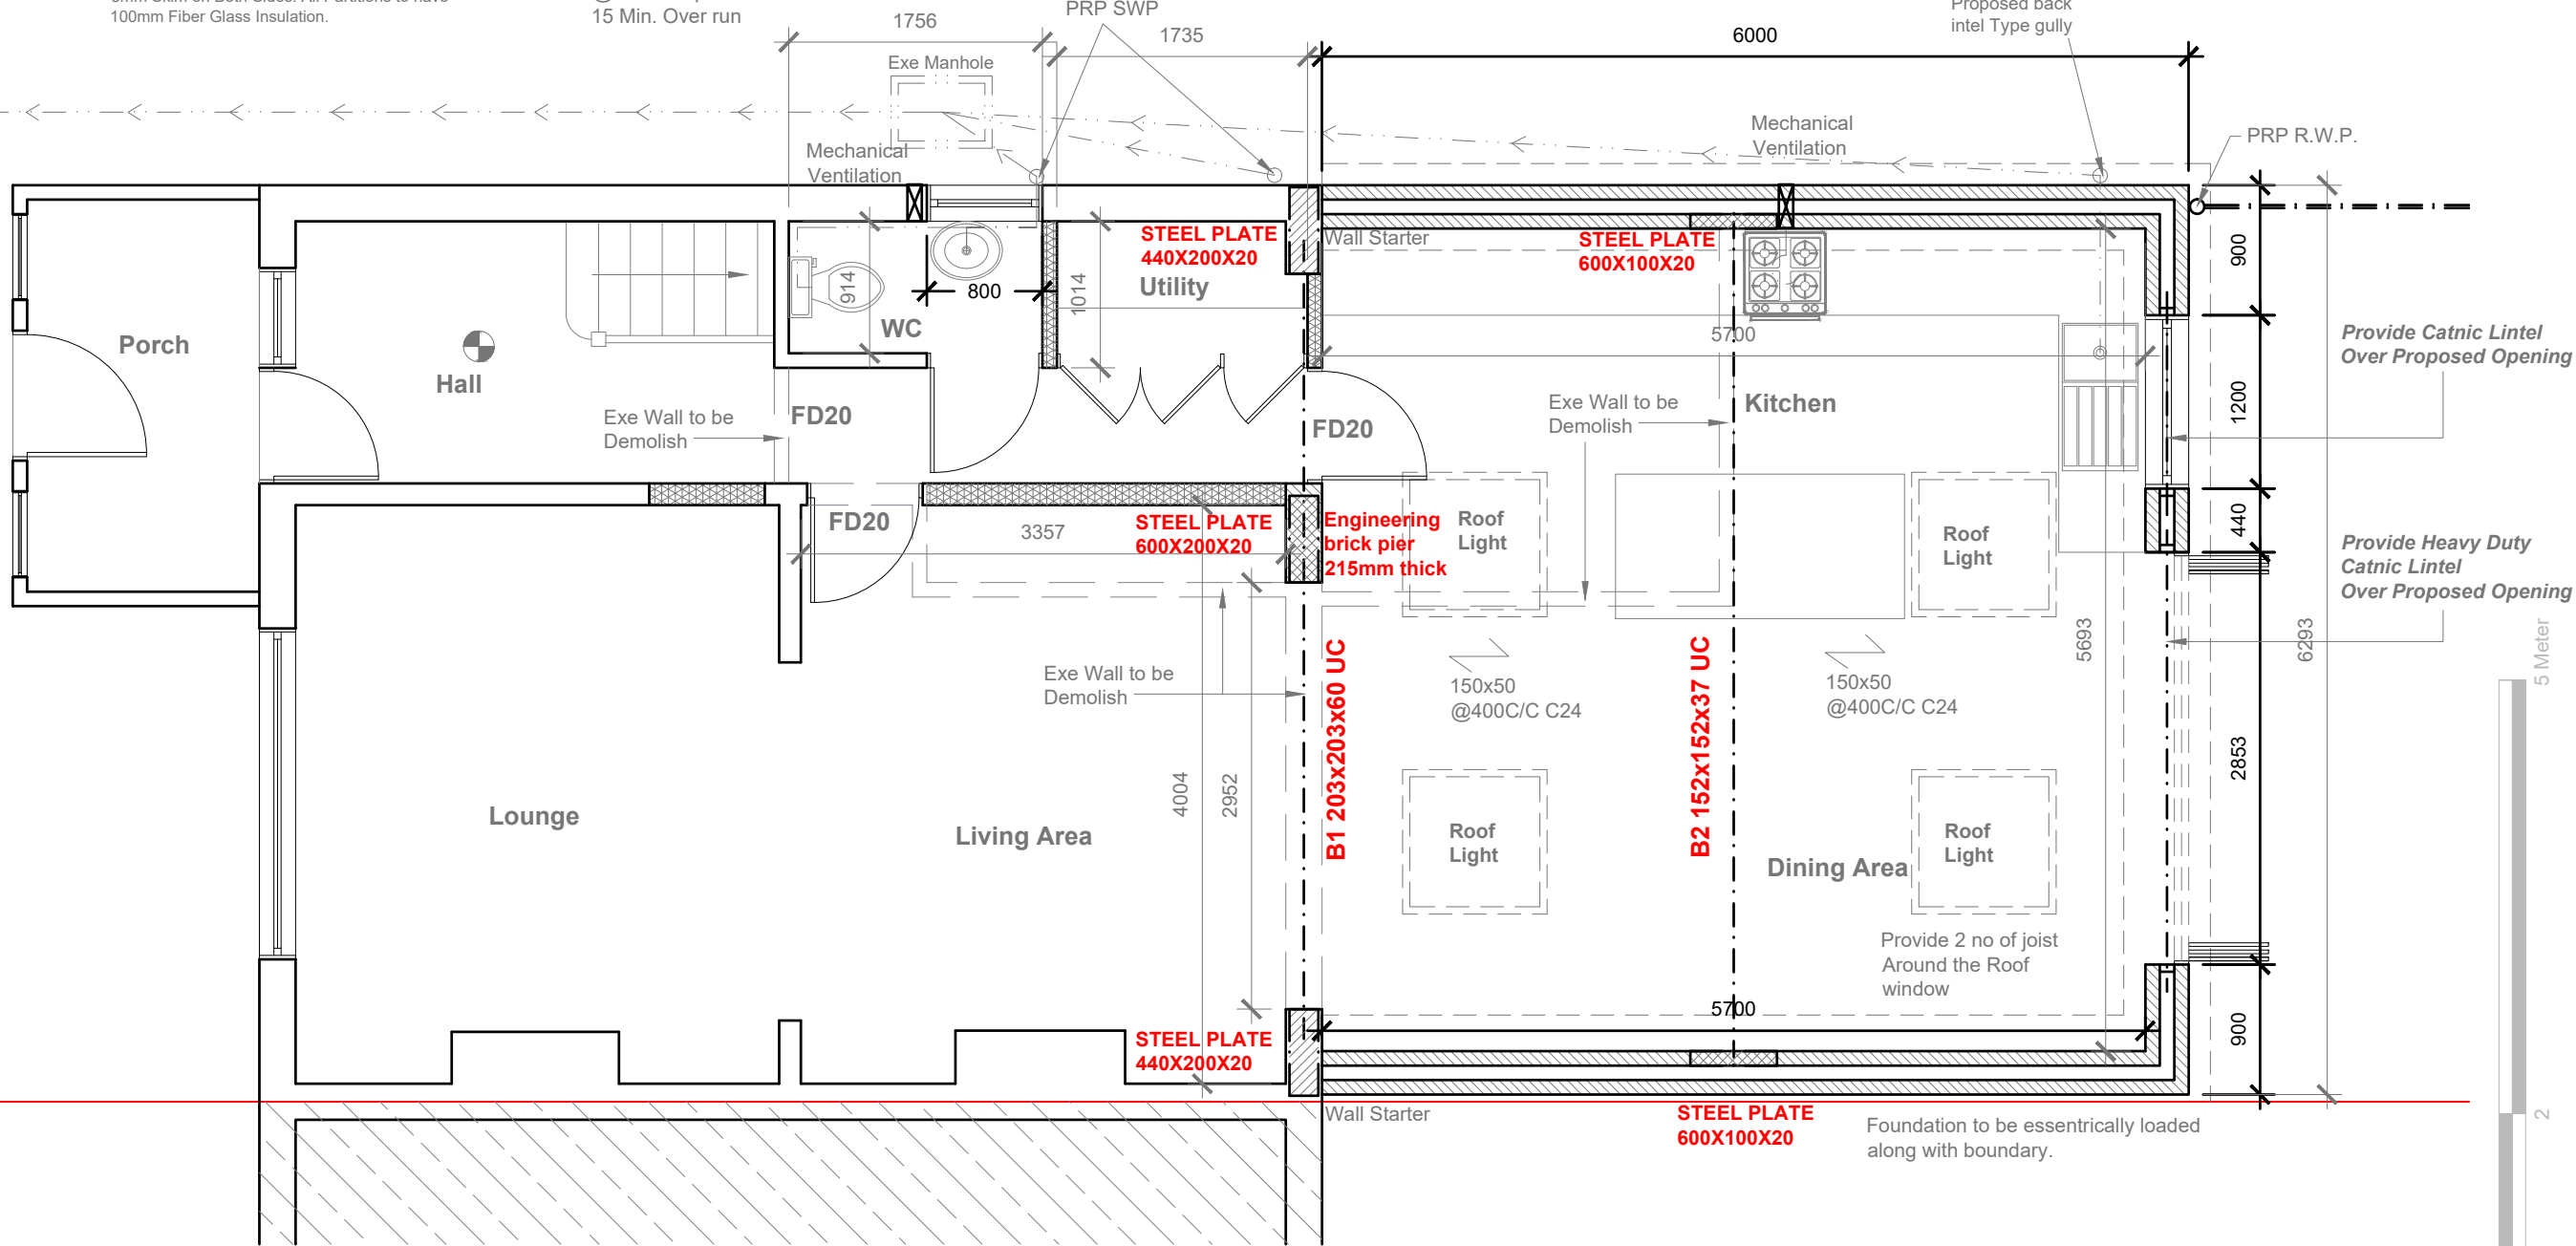 100mm Fiber Glass Insulation.
15 Min. Over run
1756
PRP SWP
1735
6000
Proposed back
intel Type gully
Exe Manhole
Mechanical
Ventilation
Mechanical
Ventilation
PRP R.W.P.
STEEL PLATE
440X200X20
Utility
Wall Starter
STEEL PLATE
600X100X20
900
914
800
1014
WC
5700
Porch
Hall
Provide Catnic Lintel
Over Proposed Opening
Exe Wall to be
Demolish
FD20
FD20
Exe Wall to be
Demolish
Kitchen
1200
FD20
3357
STEEL PLATE
600X200X20
Engineering
brick pier
215mm thick
Roof
Light
Roof
Light
440
Provide Heavy Duty
Catnic Lintel
Over Proposed Opening
5693
6293
5 Meter
Exe Wall to be
Demolish
B1 203x203x60 UC
B2 152x152x37 UC
150x50
@400C/C C24
150x50
@400C/C C24
4004
2952
2853
Lounge
Living Area
Roof
Light
Roof
Light
Dining Area
Provide 2 no of joist
Around the Roof
window
5700
900
STEEL PLATE
440X200X20
Wall Starter
STEEL PLATE
600X100X20
Foundation to be essentrically loaded
along with boundary.
2